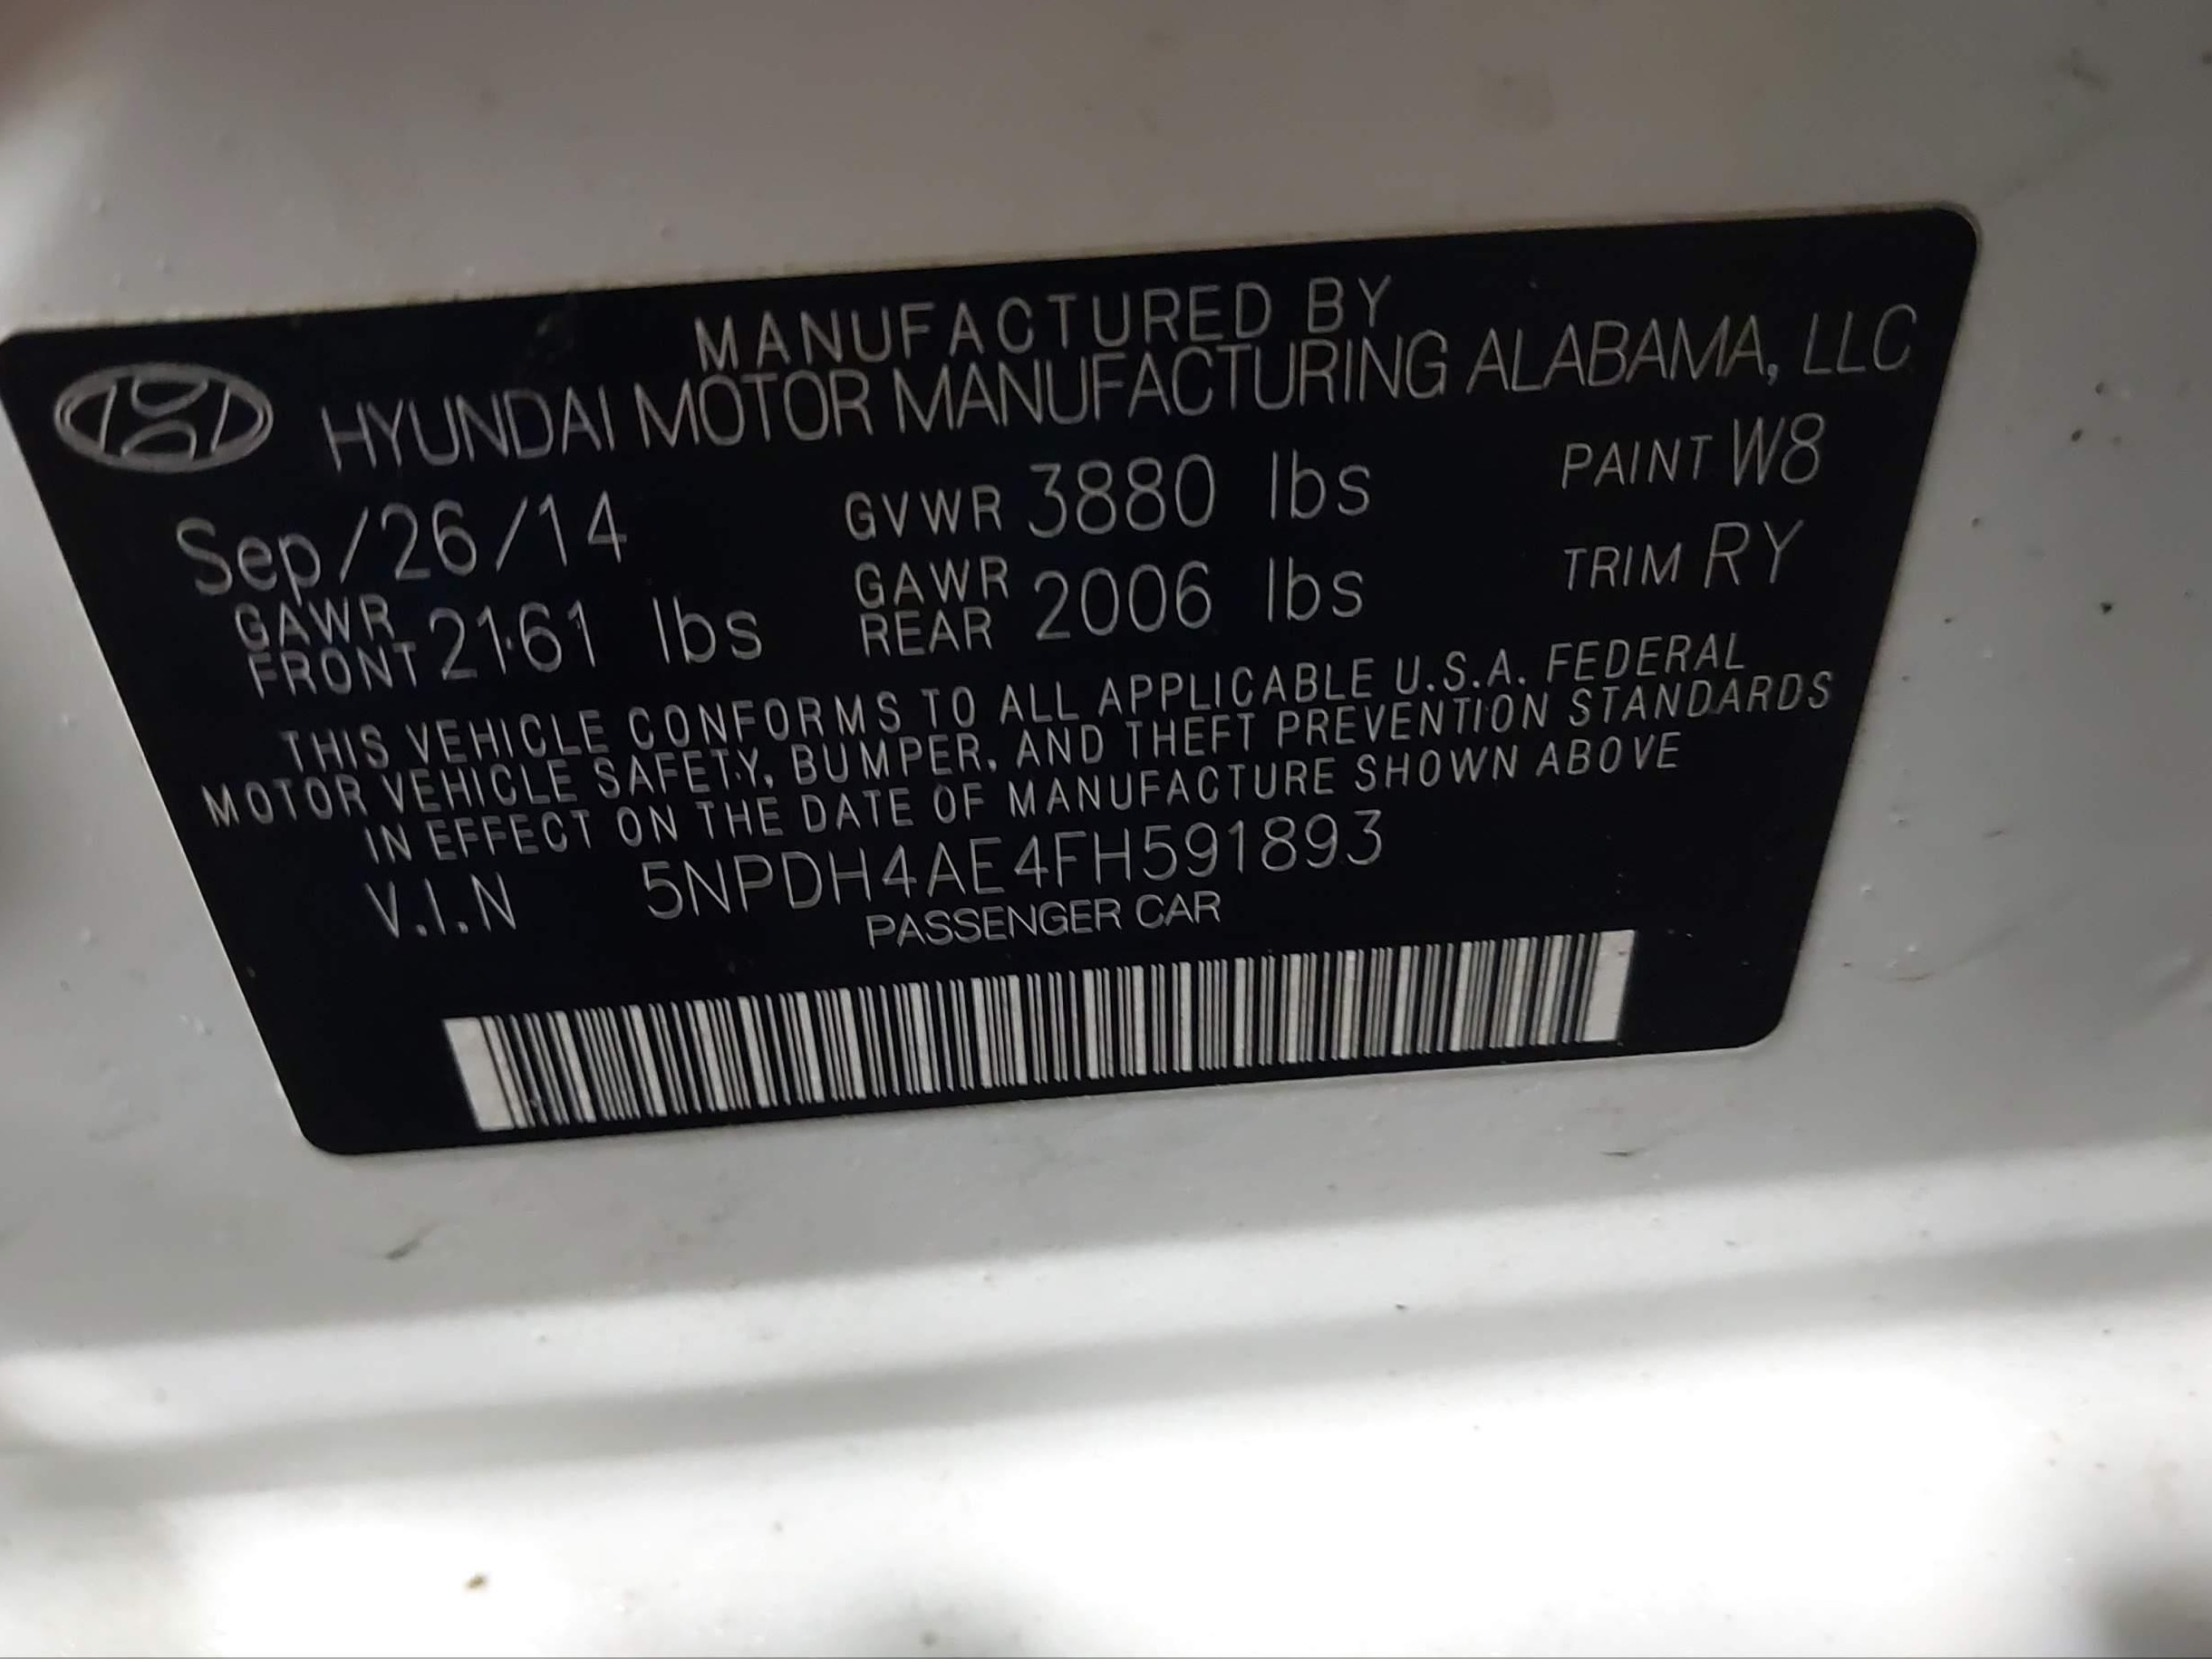 MANUFACTURED BY
HYUNDAI MOTOR MANUFACTURING ALABAMA, LLC
Sep/26/14 GVWR 3880 lbs PAINT W8
GAWR FRONT 2161 lbs GAWR REAR 2006 lbs TRIM RY
THIS VEHICLE CONFORMS TO ALL APPLICABLE U.S.A. FEDERAL
MOTOR VEHICLE SAFETY, BUMPER, AND THEFT PREVENTION STANDARDS
IN EFFECT ON THE DATE OF MANUFACTURE SHOWN ABOVE
V.I.N 5NPDH4AE4FH591893
PASSENGER CAR